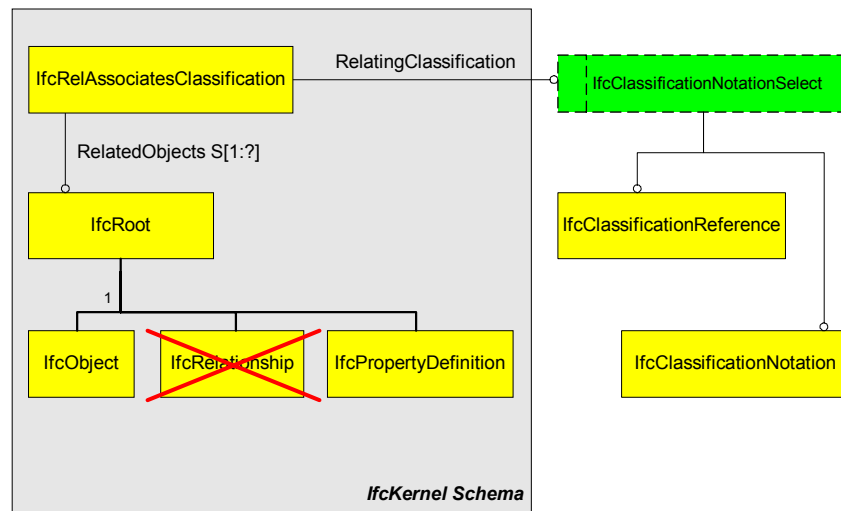 RelatingClassification
IfcRelAssociatesClassification
IfcClassificationNotationSelect
RelatedObjects S[1:?]
IfcRoot
IfcClassificationReference
1
IfcObject
IfcRelationship
IfcPropertyDefinition
IfcClassificationNotation
IfcKernel Schema